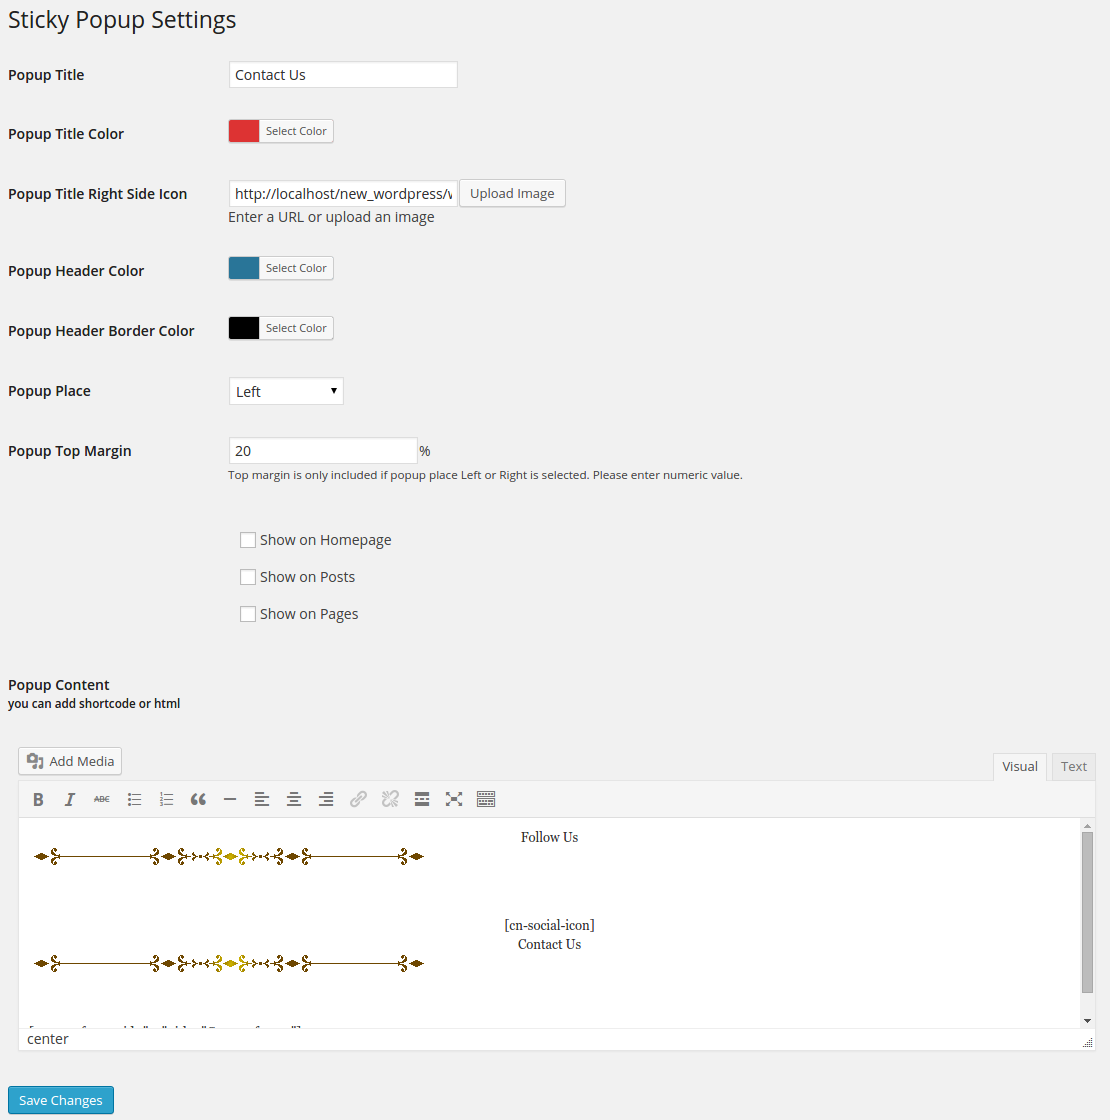 Sticky Popup Settings
Popup Title
Contact Us
Popup Title Color
Select Color
Popup Title Right Side Icon
http://localhost/new_wordpress/
Upload Image
Enter a URL or upload an image
Popup Header Color
Select Color
Popup Header Border Color
Select Color
Popup Place
Left
Popup Top Margin
20 %
Top margin is only included if popup place Left or Right is selected. Please enter numeric value.
Show on Homepage
Show on Posts
Show on Pages
Popup Content
you can add shortcode or html
Add Media
Visual Text
B I ABC
Follow Us
[cn-social-icon]
Contact Us
center
Save Changes